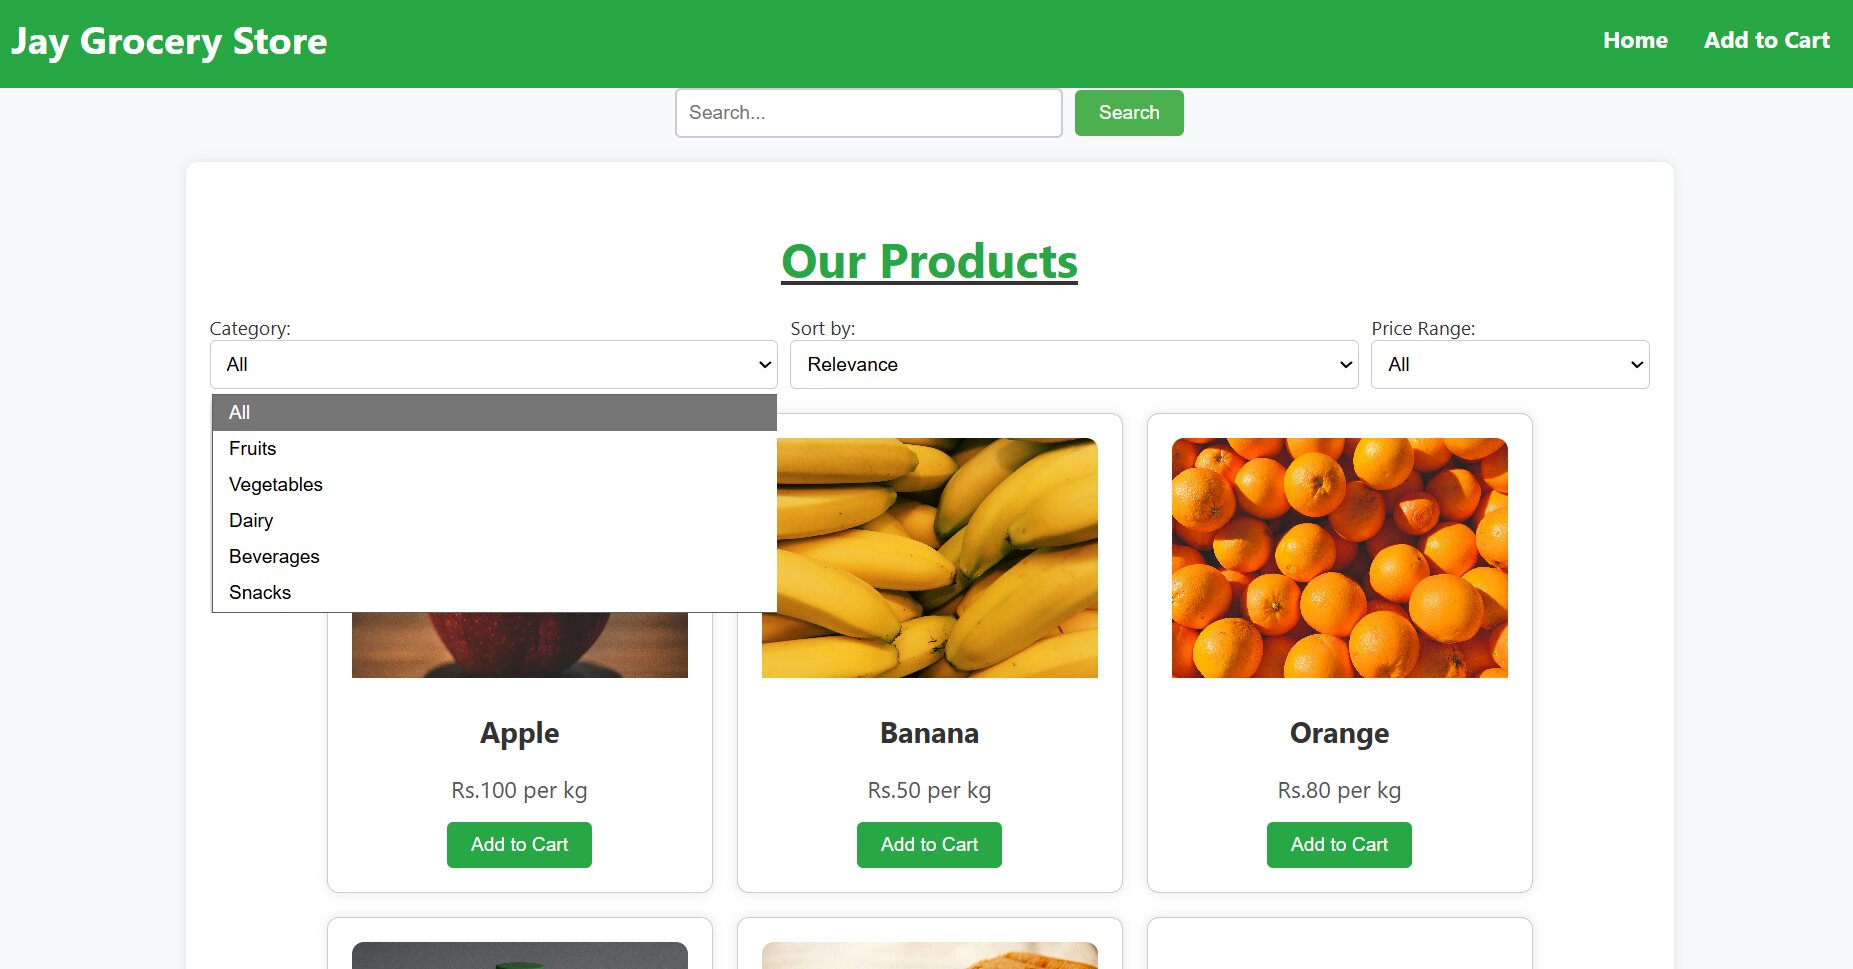 Jay Grocery Store
Home
Add to Cart
Search...
Search
Our Products
Category:
Sort by:
Price Range:
All
Relevance
All
All
Fruits
Vegetables
Dairy
Beverages
Snacks
Apple
Banana
Orange
Rs.100 per kg
Rs.50 per kg
Rs.80 per kg
Add to Cart
Add to Cart
Add to Cart